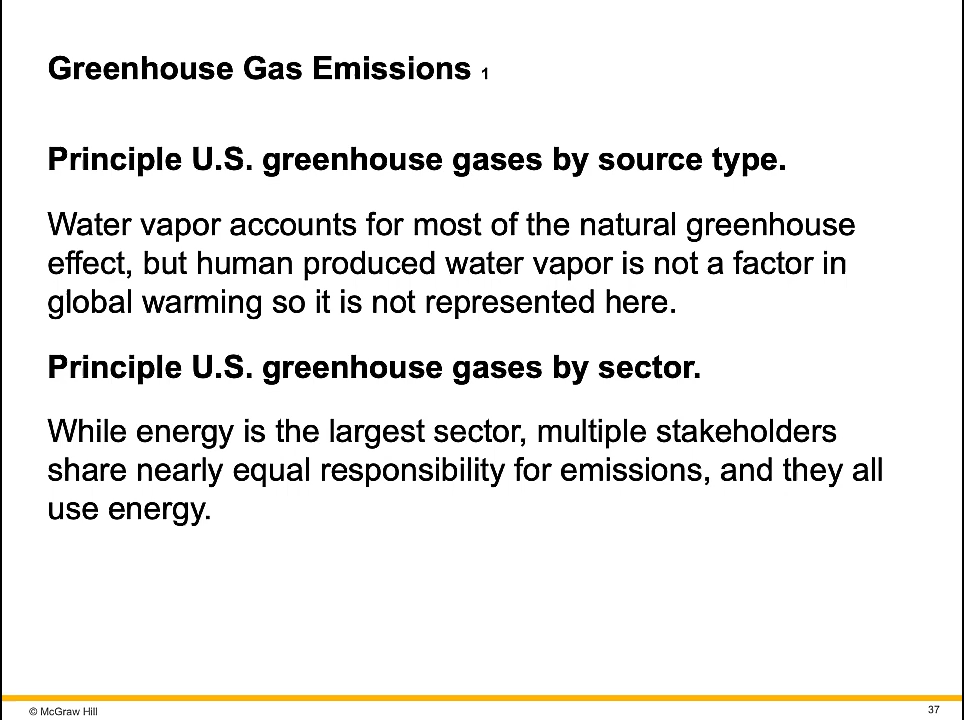 Greenhouse Gas Emissions 1
Principle U.S. greenhouse gases by source type.
Water vapor accounts for most of the natural greenhouse
effect, but human produced water vapor is not a factor in
global warming so it is not represented here.
Principle U.S. greenhouse gases by sector.
While energy is the largest sector, multiple stakeholders
share nearly equal responsibility for emissions, and they all
use energy.
© McGraw Hill
37